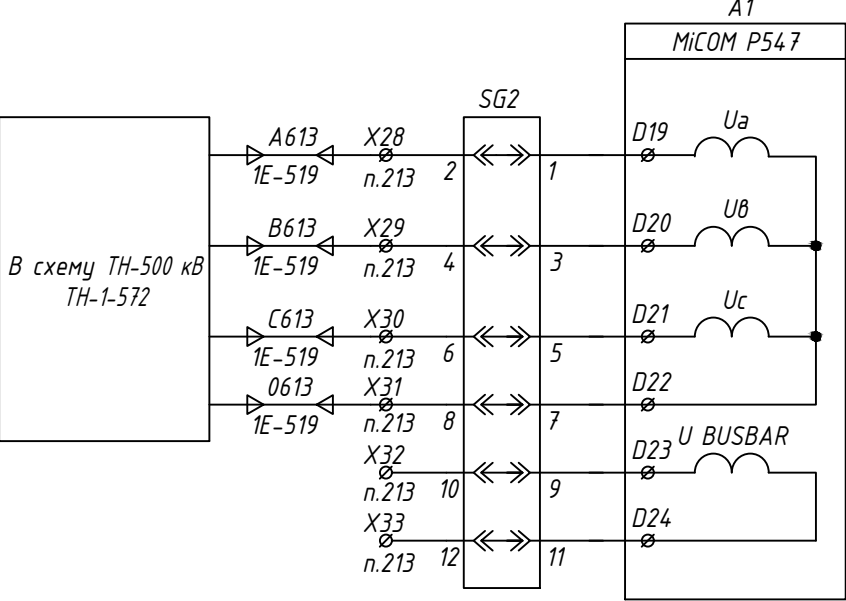 A1
MiCOM P547
SG2
A613
X28
1E-519
п.213
2
1
D19
Ua
B613
X29
1E-519
п.213
4
3
D20
Uв
В схему ТН-500 кВ
ТН-1-572
C613
X30
1E-519
п.213
6
5
D21
Uc
0613
X31
1E-519
п.213
8
7
D22
X32
п.213
10
9
D23
U BUSBAR
X33
п.213
12
11
D24